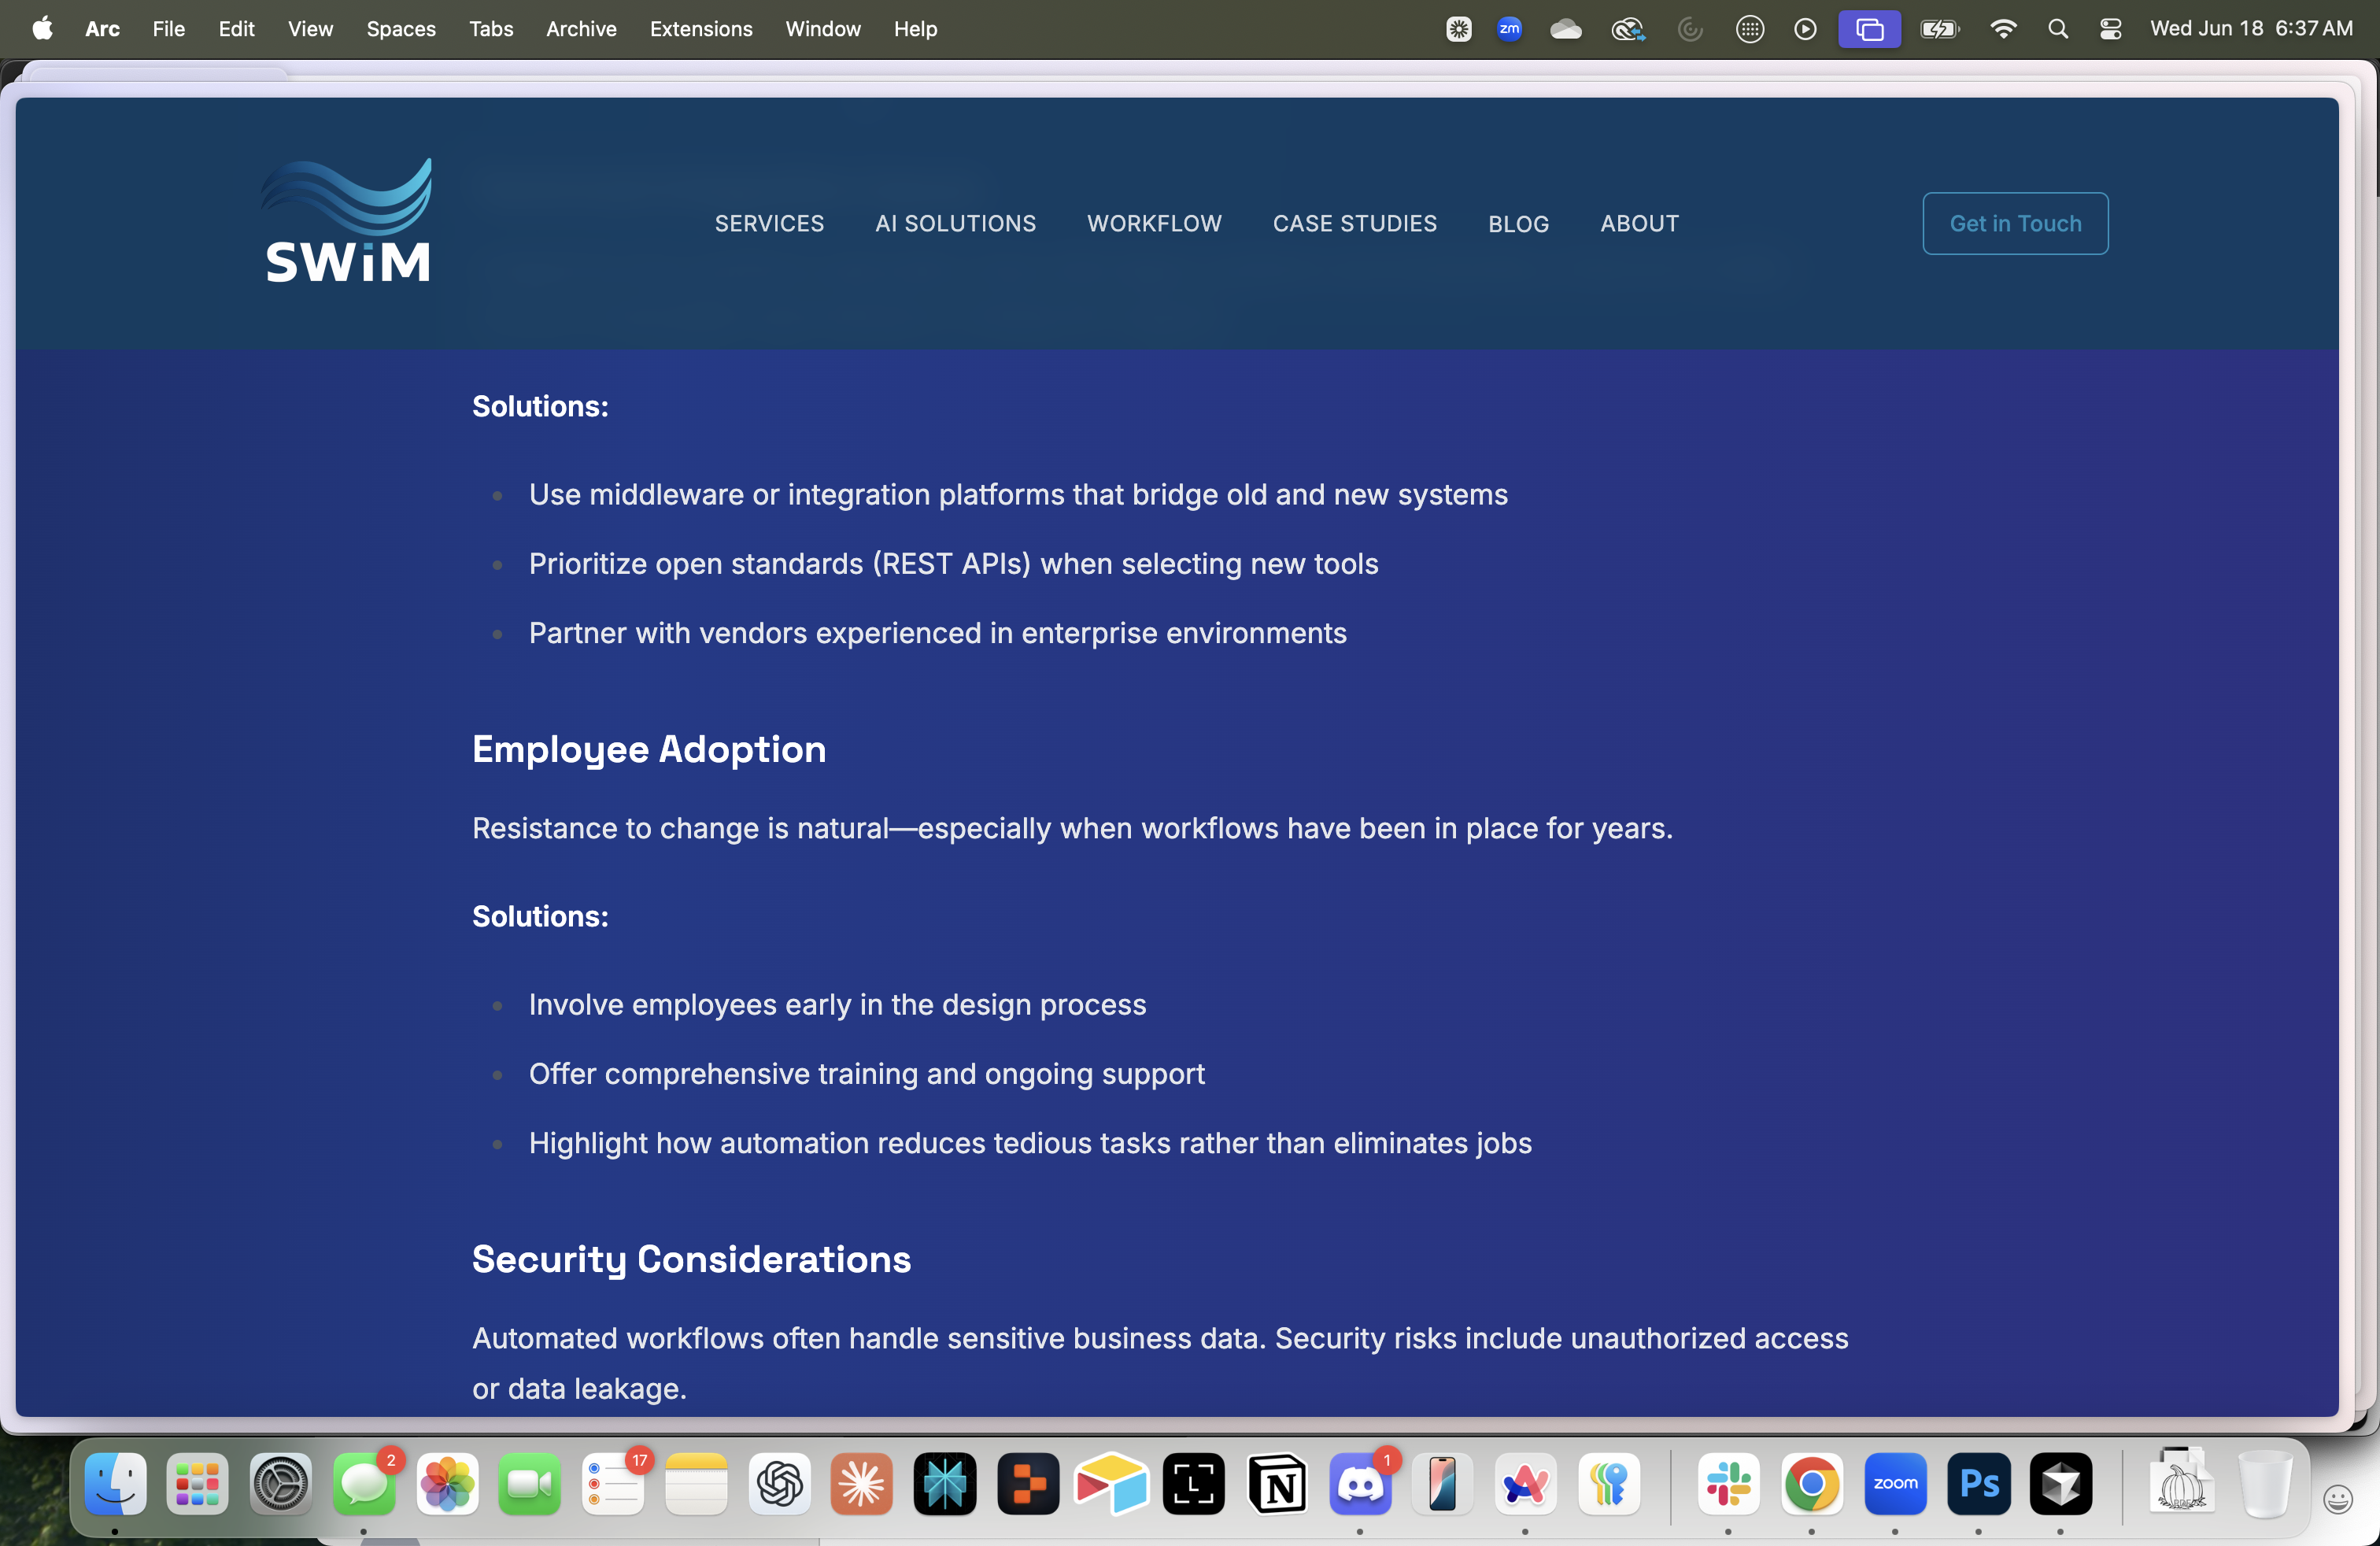 Arc File Edit View Spaces Tabs Archive Extensions Window Help zm Wed Jun 18 6:37 AM
SWiM
SERVICES AI SOLUTIONS WORKFLOW CASE STUDIES BLOG ABOUT Get in Touch
Solutions:
Use middleware or integration platforms that bridge old and new systems
Prioritize open standards (REST APIs) when selecting new tools
Partner with vendors experienced in enterprise environments
Employee Adoption
Resistance to change is natural—especially when workflows have been in place for years.
Solutions:
Involve employees early in the design process
Offer comprehensive training and ongoing support
Highlight how automation reduces tedious tasks rather than eliminates jobs
Security Considerations
Automated workflows often handle sensitive business data. Security risks include unauthorized access
or data leakage.
2 17 L N 1 zoom Ps